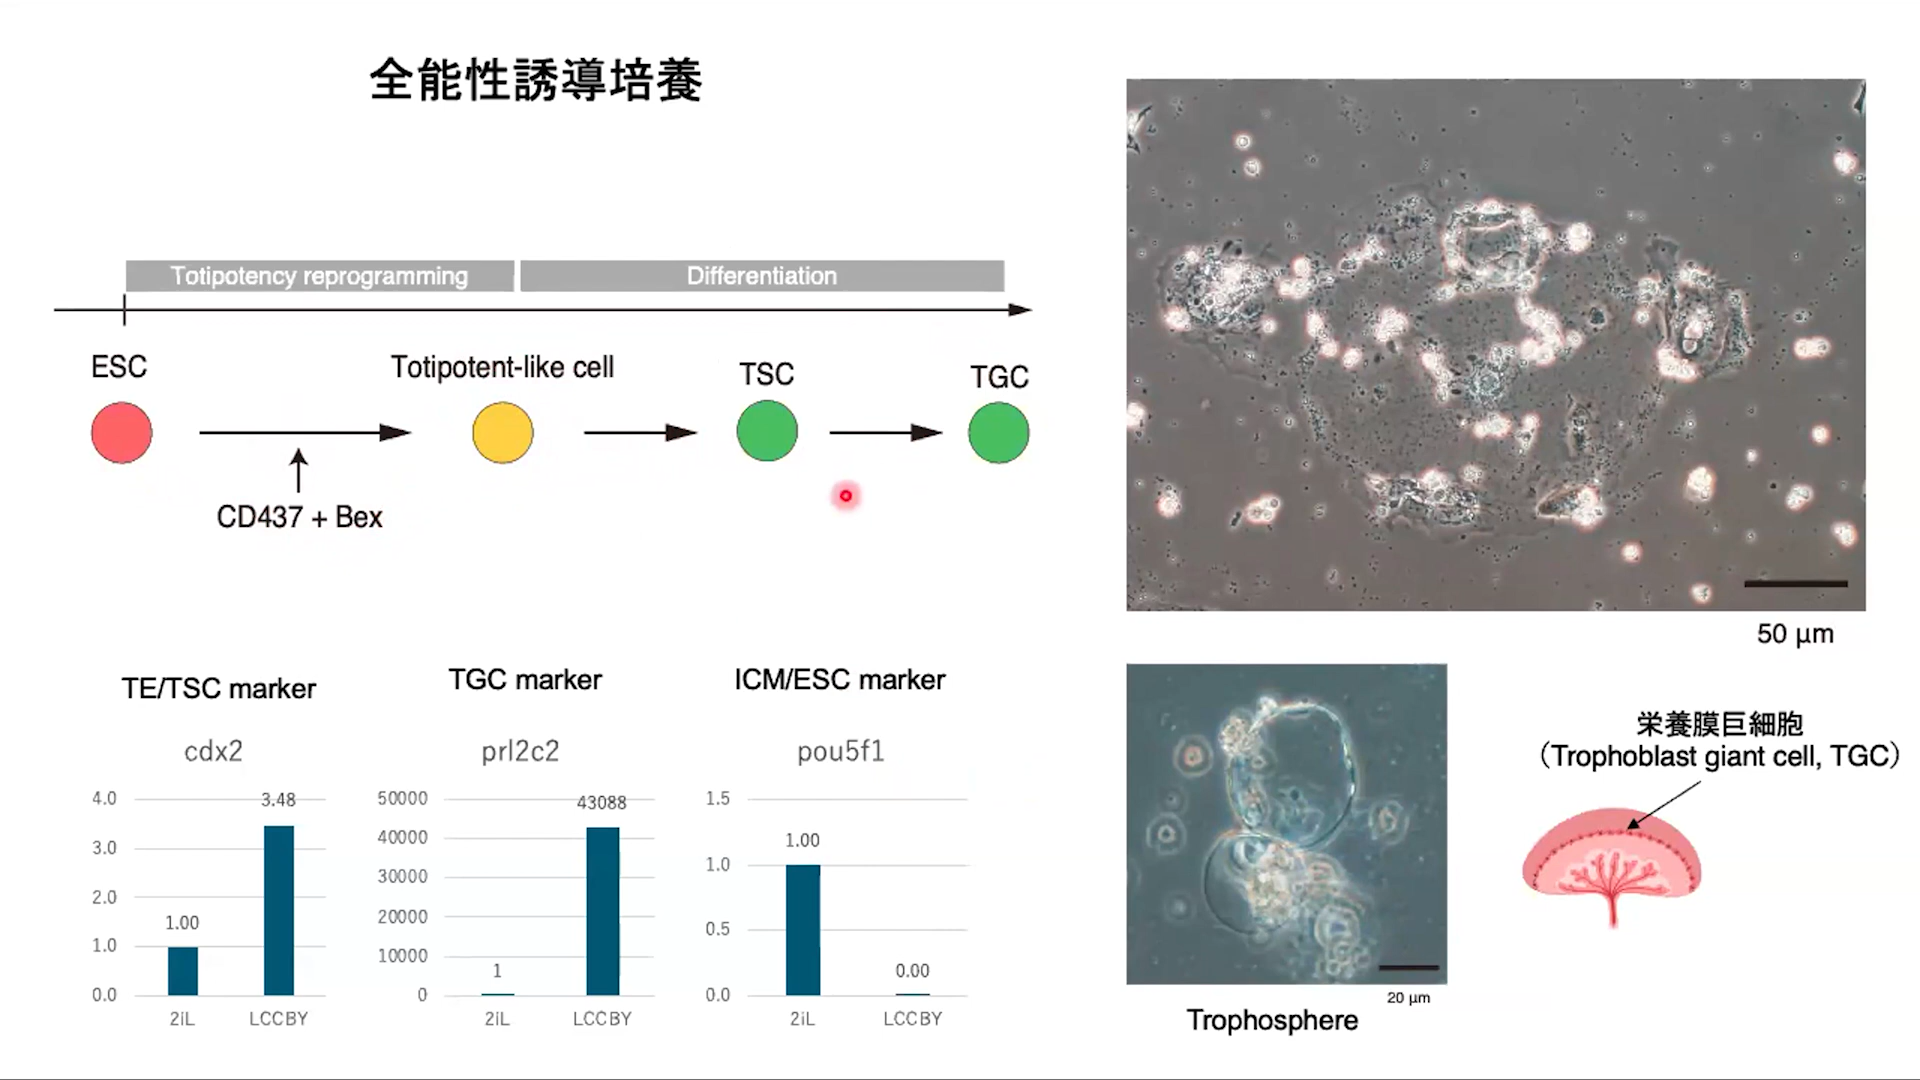 全能性誘導培養
Totipotency reprogramming
Differentiation
ESC
Totipotent-like cell
TSC
TGC
CD437 + Bex
50 μm
TE/TSC marker
cdx2
4.0
3.0
2.0
1.0
0.0
1.00
3.48
2iL
LCCBY
TGC marker
prl2c2
50000
40000
30000
20000
10000
0
1
43088
2iL
LCCBY
ICM/ESC marker
pou5f1
1.5
1.0
0.5
0.0
1.00
0.00
2iL
LCCBY
20 μm
Trophosphere
栄養膜巨細胞
（Trophoblast giant cell, TGC）